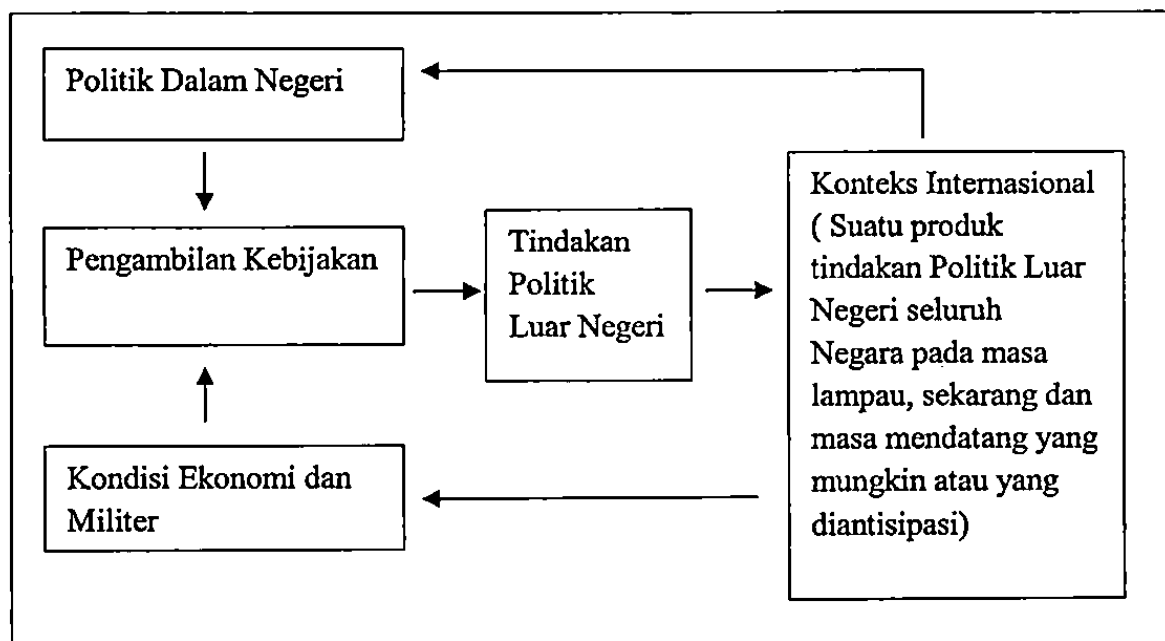 Politik Dalam Negeri
Pengambilan Kebijakan
Tindakan
Politik
Luar Negeri
Konteks Internasional
( Suatu produk
tindakan Politik Luar
Negeri seluruh
Negara pada masa
lampau, sekarang dan
masa mendatang yang
mungkin atau yang
diantisipasi)
Kondisi Ekonomi dan
Militer